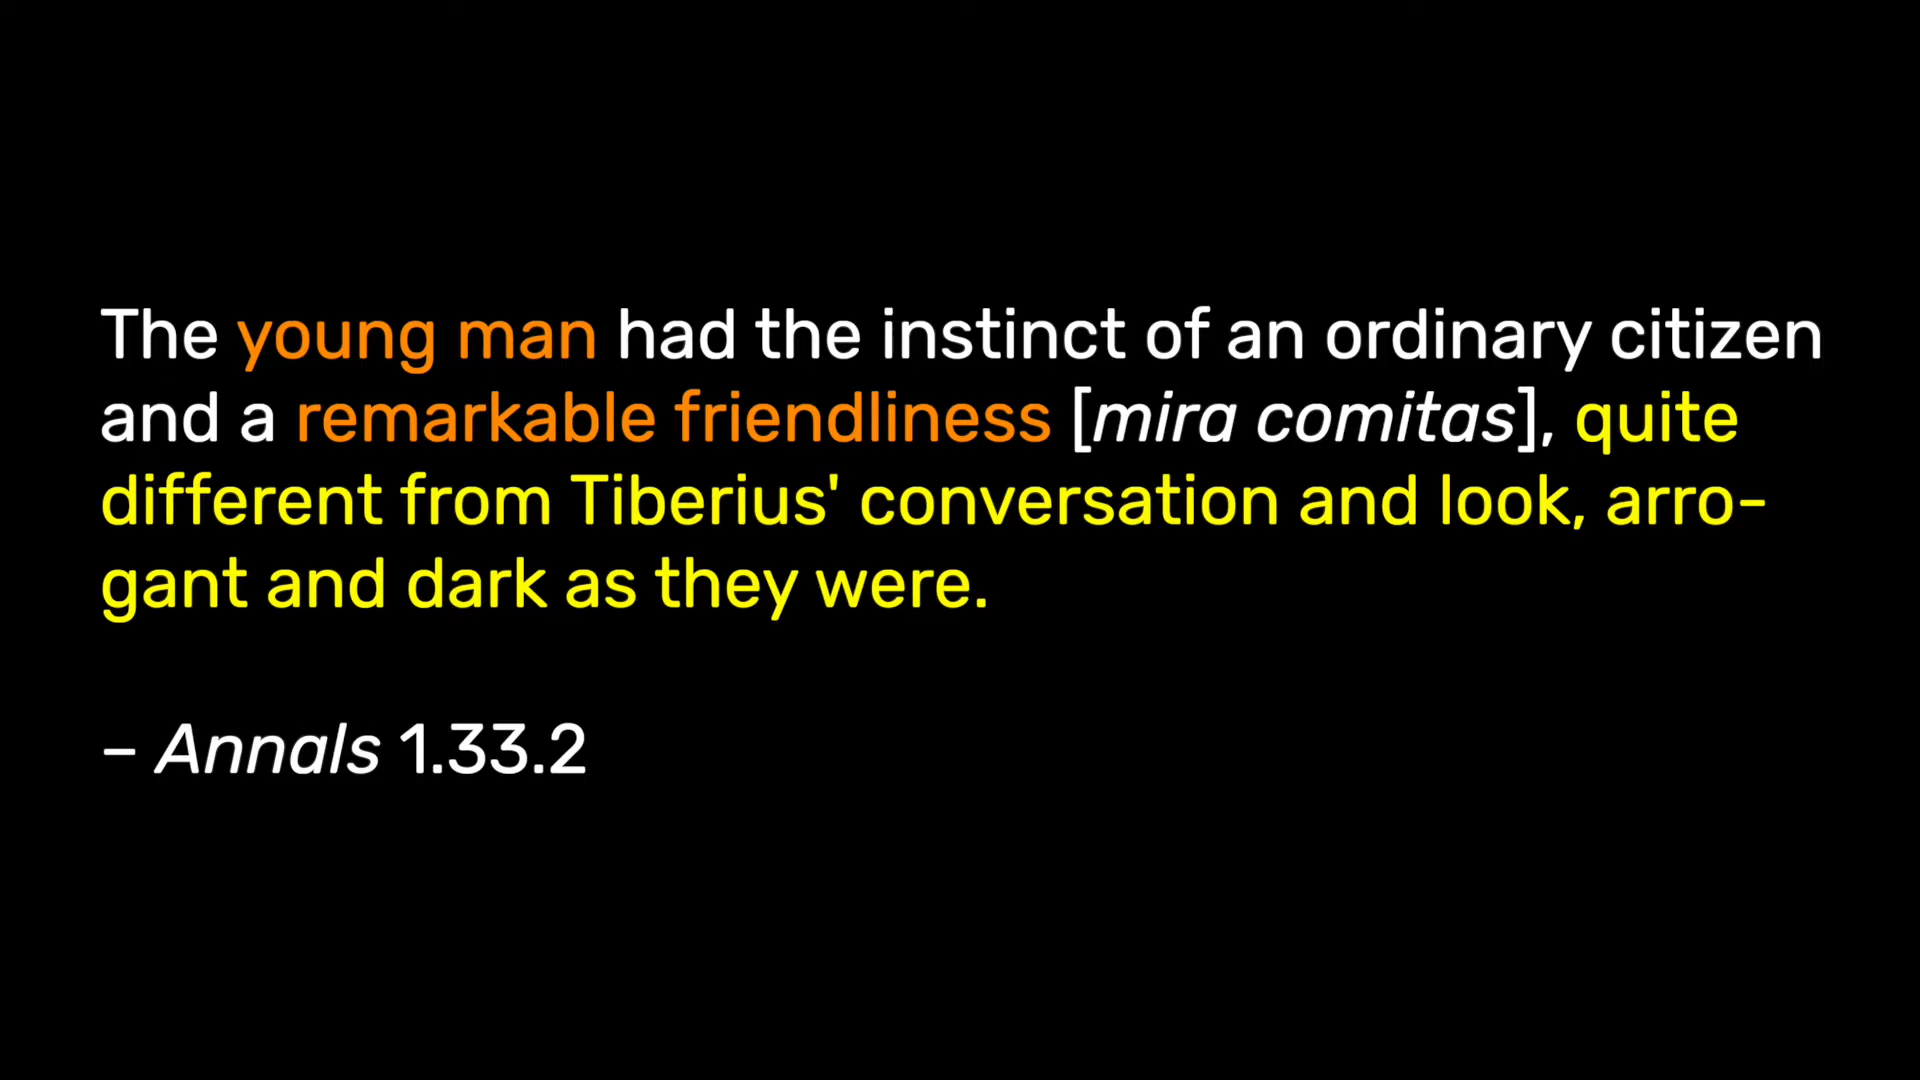 The young man had the instinct of an ordinary citizen
and a remarkable friendliness [mira comitas], quite
different from Tiberius' conversation and look, arro-
gant and dark as they were.
– Annals 1.33.2